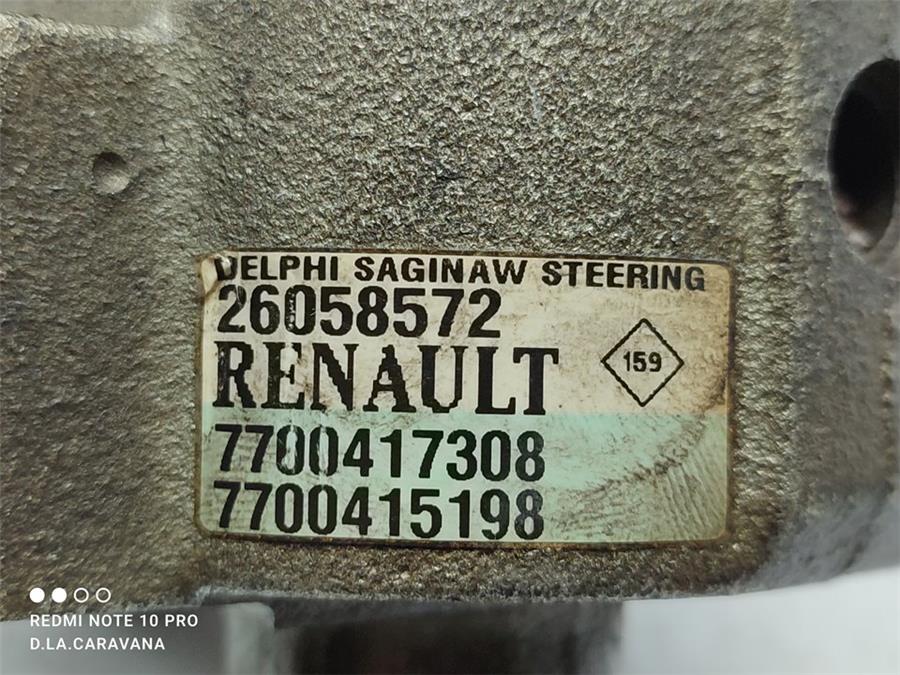 DELPHI SAGINAW STEERING
26058572
RENAULT
159
7700417308
7700415198
REDMI NOTE 10 PRO
D.LA.CARAVANA